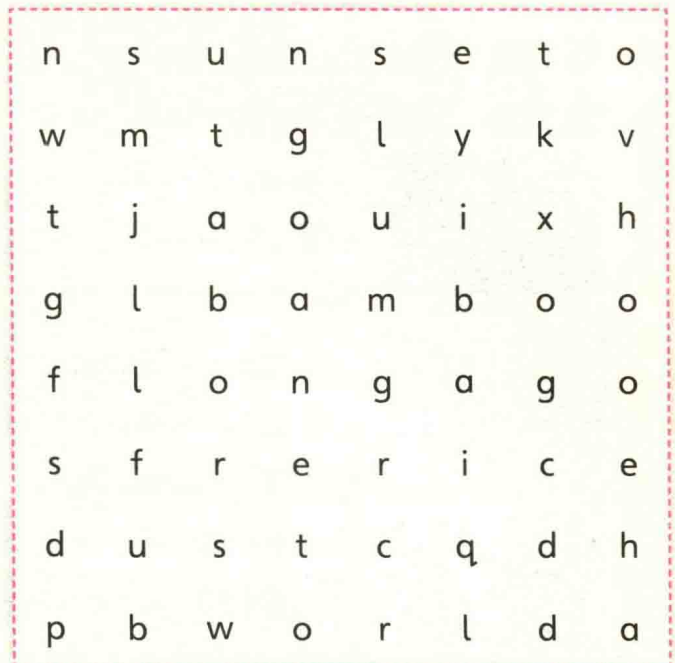 n s u n s e t o
w m t g l y k v
t j a o u i x h
g l b a m b o o
f l o n g a g o
s f r e r i c e
d u s t c q d h
p b w o r l d a